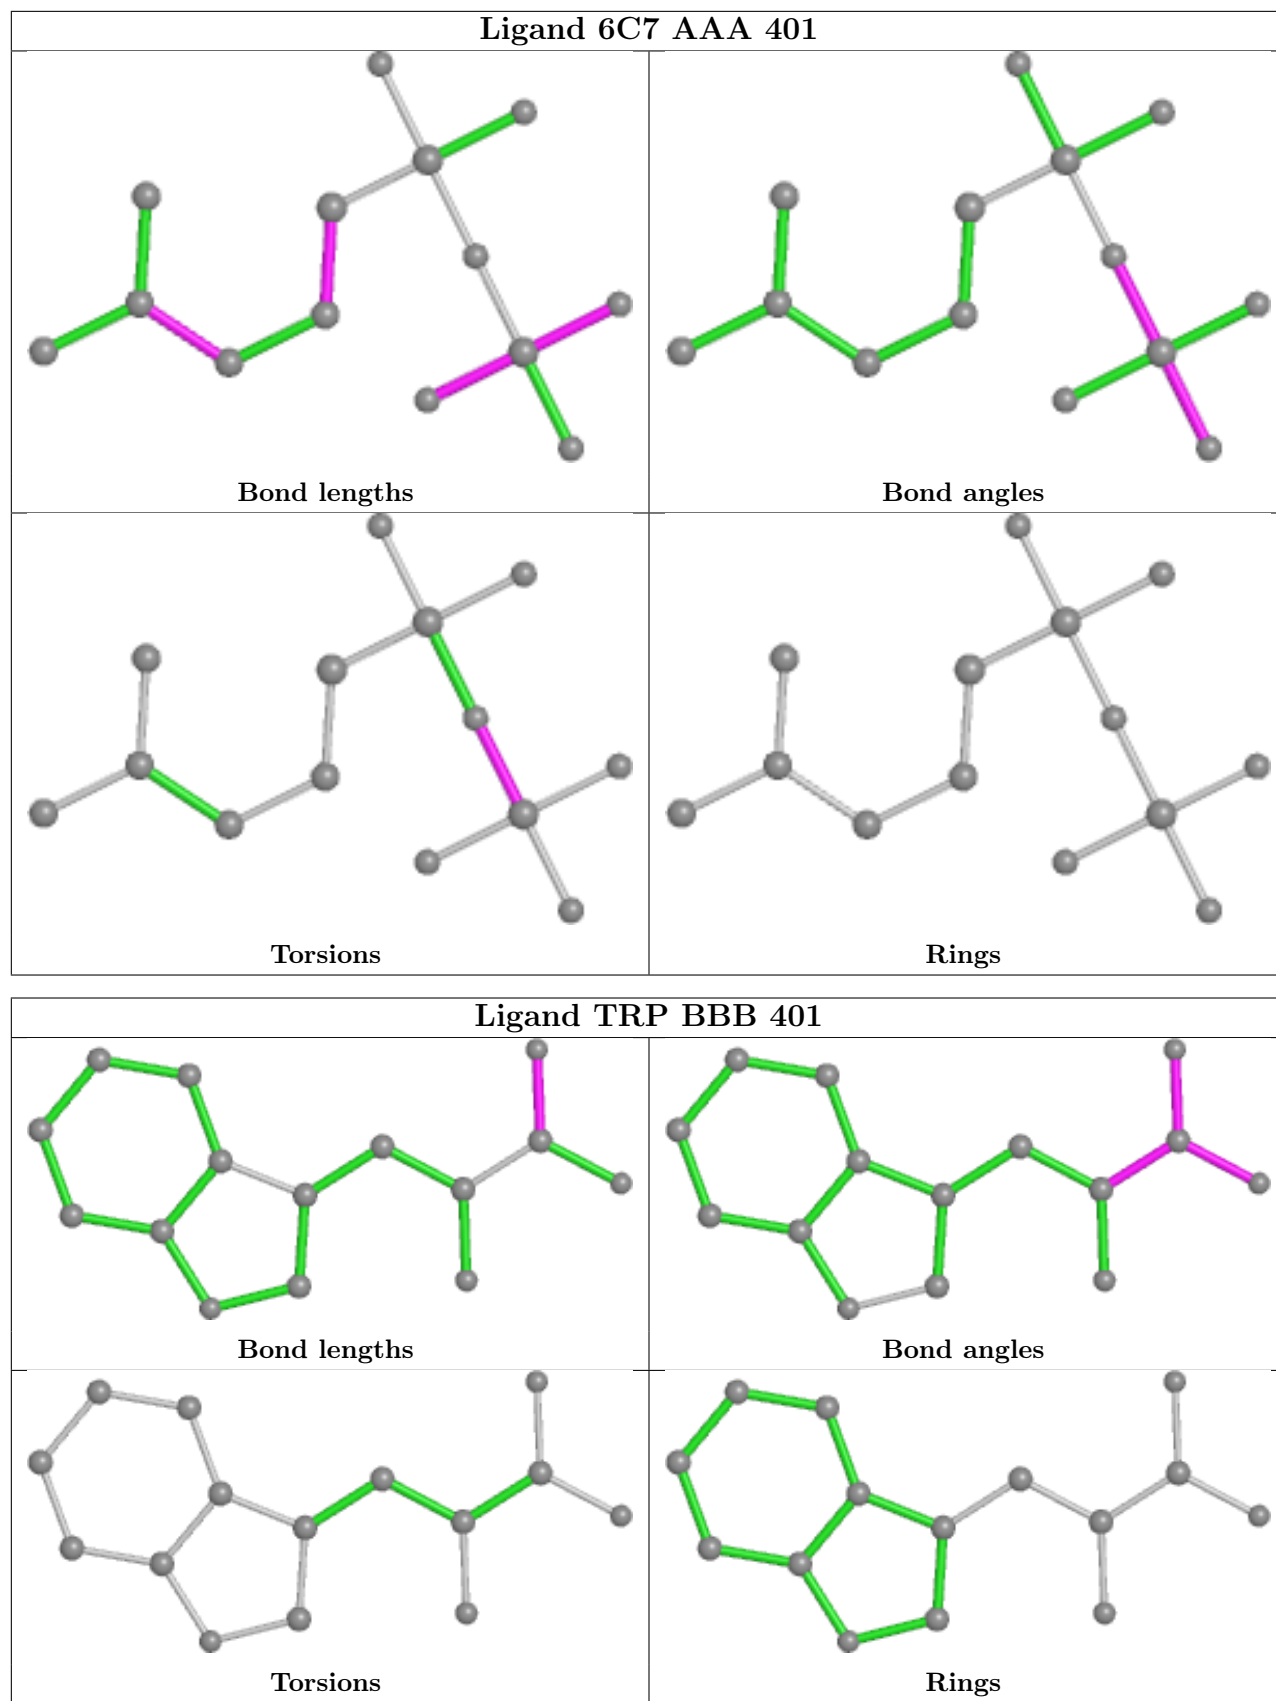 Ligand 6C7 AAA 401
Bond lengths
Bond angles
Torsions
Rings
Ligand TRP BBB 401
Bond lengths
Bond angles
Torsions
Rings